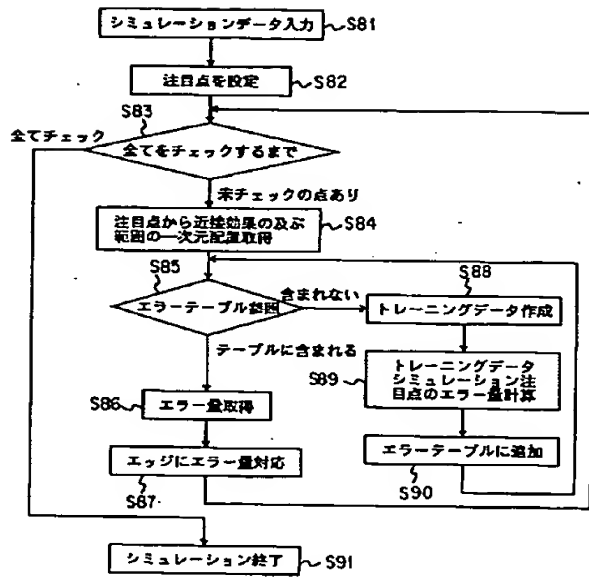 シミュレーションデータ入力
S81
注目点を設定
S82
S83
全てチェック
全てをチェックするまで
未チェックの点あり
注目点から近接効果の及ぶ
範囲の一次元配置取得
S84
S85
エラーテーブル参照
含まれない
S88
トレーニングデータ作成
テーブルに含まれる
S89
トレーニングデータ
シミュレーション注
目点のエラー量計算
S86
エラー量取得
エッジにエラー量対応
S87
エラーテーブルに追加
S90
シミュレーション終了
S91